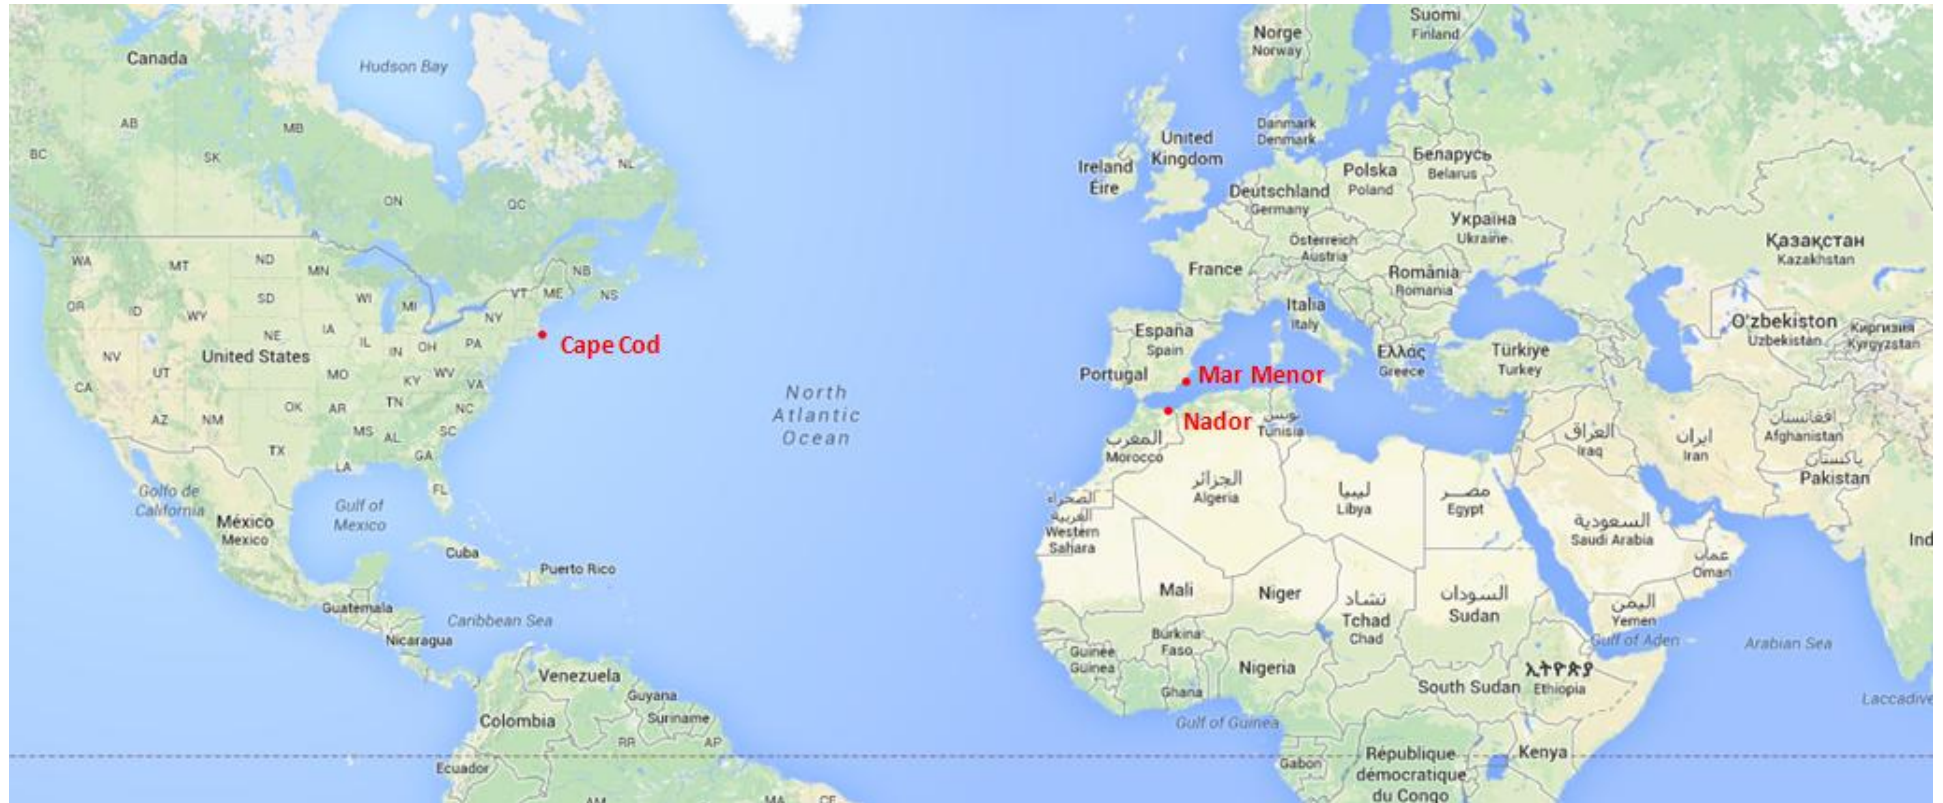 Canada
Hudson Bay
AB
MB
BC
SK
NL
ON
QC
WA
MT
ND
MN
NB
OR
ID
SD
WI
MI
VT
ME
NS
WY
NY
NE
IA
IL
IN
OH
PA
NV
UT
United States
CA
MO
KY
WV
VA
AZ
NM
OK
AR
TN
NC
MS
AL
SC
TX
LA
GA
FL
Cape Cod
North
Atlantic
Ocean
Golfo de
California
Gulf of
Mexico
México
Mexico
Cuba
Puerto Rico
Guatemala
Caribbean Sea
Nicaragua
Venezuela
Guyana
Colombia
Suriname
RR
AP
Ecuador
AM
MA
CE
Suomi
Finland
Norge
Norway
Danmark
Denmark
United
Kingdom
Ireland
Éire
Беларусь
Belarus
Polska
Poland
Deutschland
Germany
Україна
Ukraine
Österreich
Austria
France
România
Romania
Italia
Italy
España
Spain
Portugal
Ελλάς
Greece
Türkiye
Turkey
Қазақстан
Kazakhstan
O'zbekiston
Uzbekistan
Киргизия
Kyrgyzstan
Mar Menor
Nador
تونس
Tunisia
المغرب
Morocco
الجزائر
Algeria
ليبيا
Libya
مصر
Egypt
العراق
Iraq
ایران
Iran
افغانستان
Afghanistan
پاکستان
Pakistan
الصحراء
الغربية
Western
Sahara
السعودية
Saudi Arabia
عمان
Oman
Ind
Mali
Niger
تشاد
Tchad
Chad
السودان
Sudan
اليمن
Yemen
Gulf of Aden
Arabian Sea
Burkina
Faso
Guinée
Guinea
Nigeria
Ghana
South Sudan
ኢትዮጵያ
Ethiopia
Gulf of Guinea
Laccadive
Gabon
République
démocratique
du Congo
Kenya